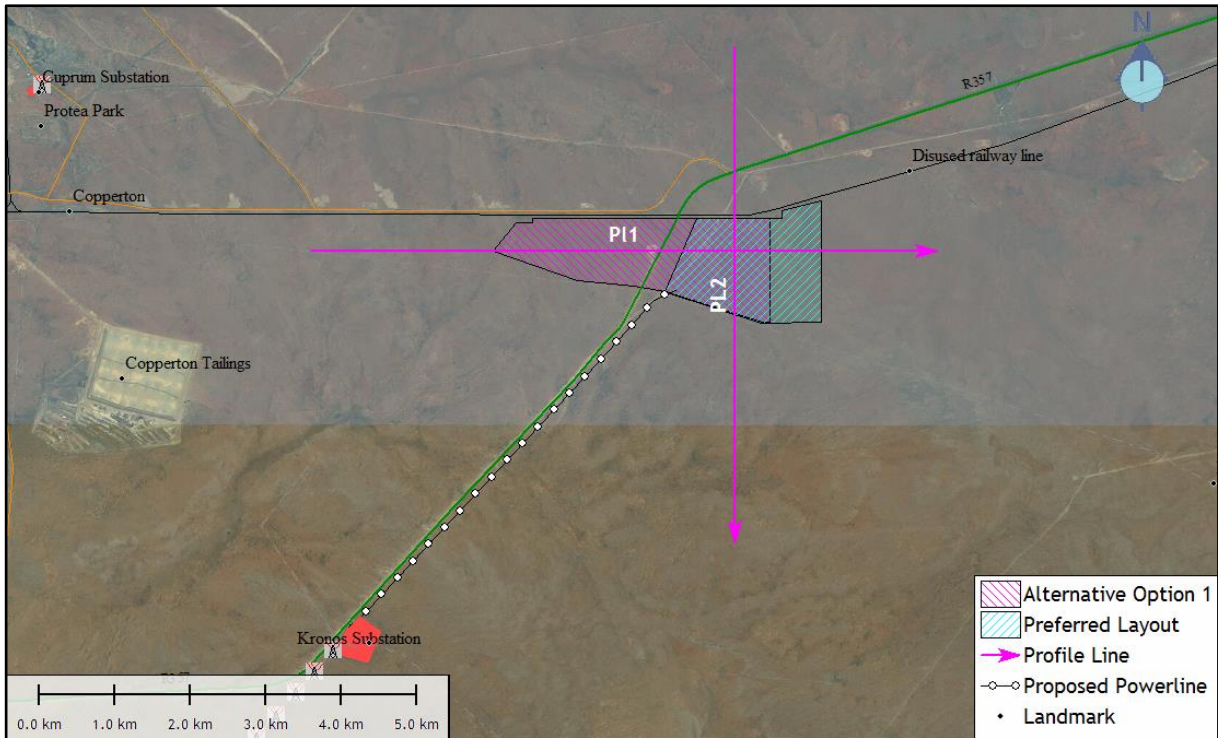 N
Cuprum Substation
R357
Protea Park
Disused railway line
Copperton
Pl1
PL2
Copperton Tailings
Kronos Substation
R357
0.0 km 1.0 km 2.0 km 3.0 km 4.0 km 5.0 km
Alternative Option 1
Preferred Layout
Profile Line
Proposed Powerline
Landmark